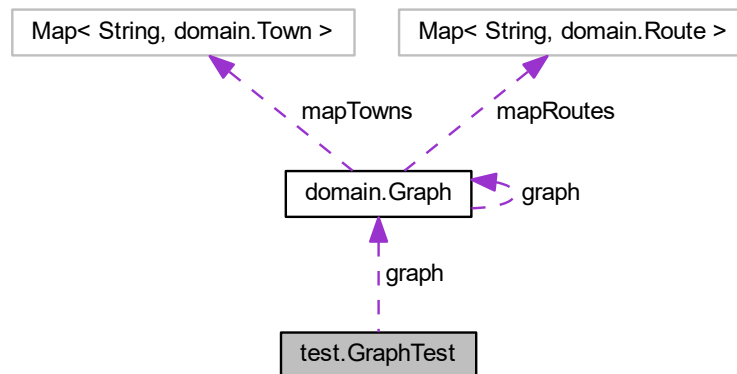 Map< String, domain.Town >
Map< String, domain.Route >
mapTowns
mapRoutes
domain.Graph
graph
graph
test.GraphTest